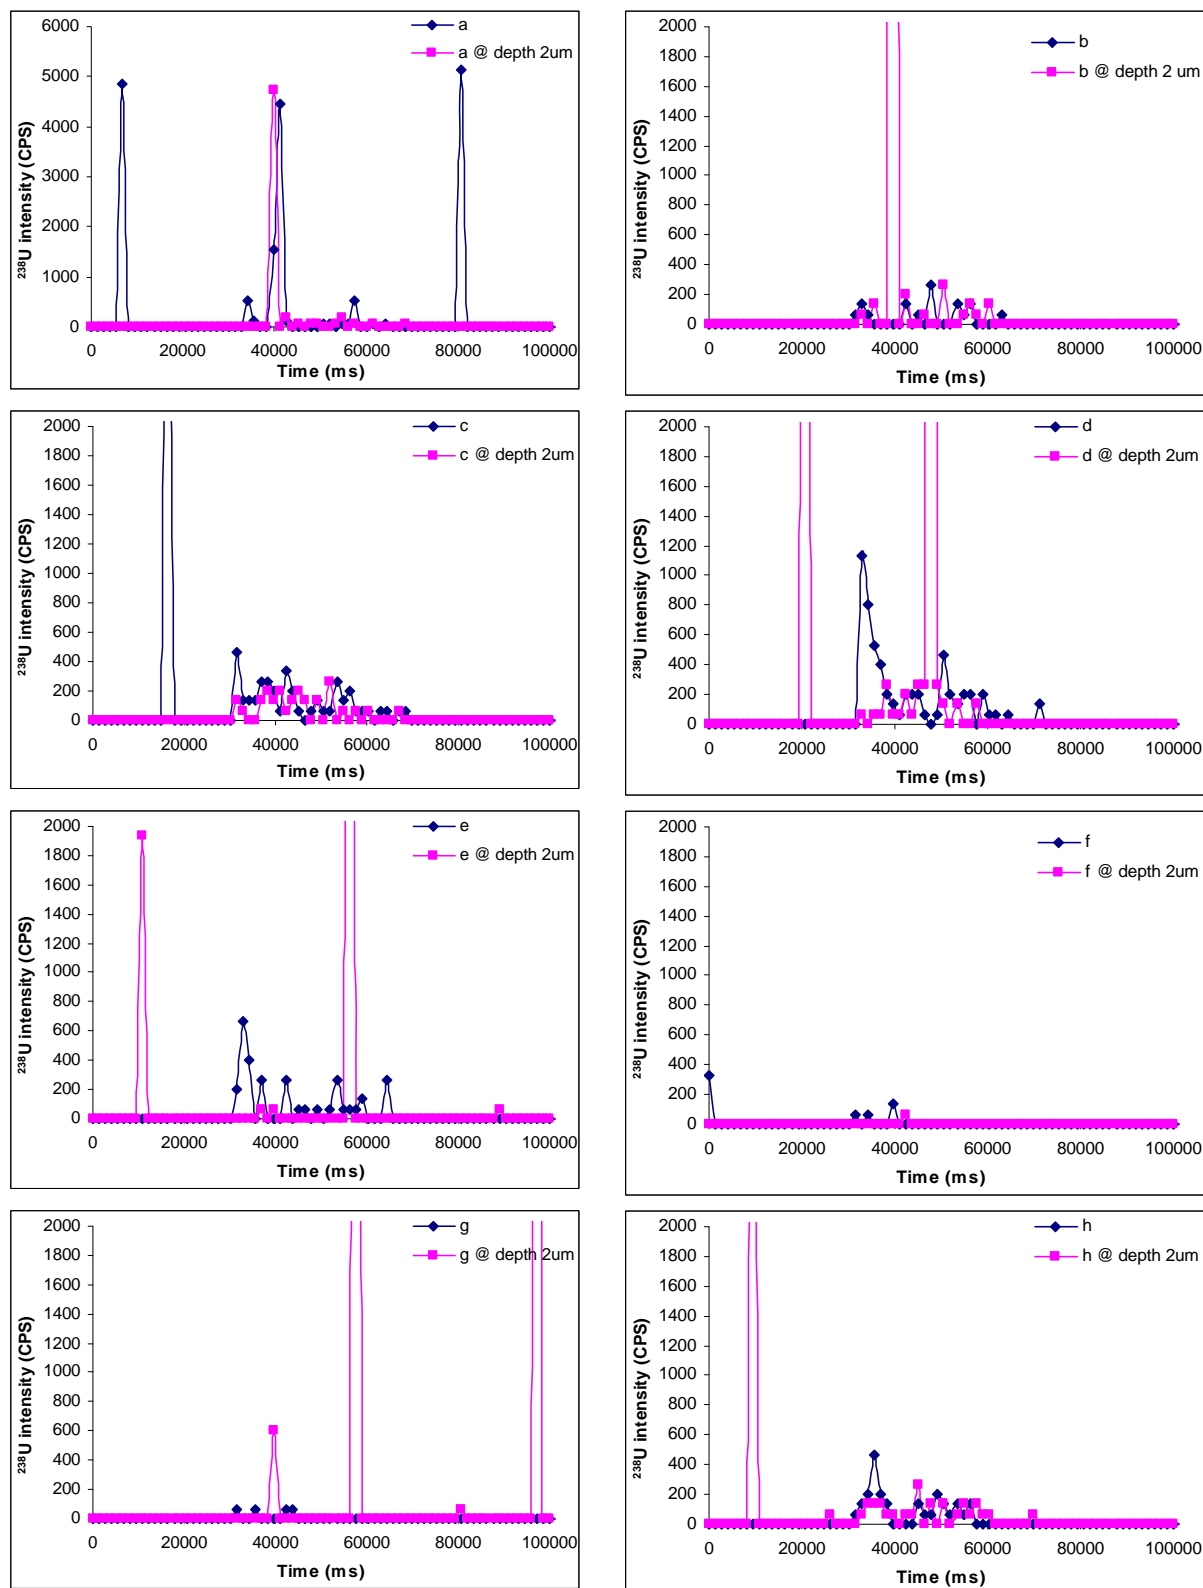 6000
5000
4000
3000
2000
1000
0
0 20000 40000 60000 80000 100000
Time (ms)
²³⁸U intensity (CPS)
a
a @ depth 2um
2000
1800
1600
1400
1200
1000
800
600
400
200
0
0 20000 40000 60000 80000 100000
Time (ms)
²³⁸U intensity (CPS)
b
b @ depth 2 um
2000
1800
1600
1400
1200
1000
800
600
400
200
0
0 20000 40000 60000 80000 100000
Time (ms)
²³⁸U intensity (CPS)
c
c @ depth 2um
2000
1800
1600
1400
1200
1000
800
600
400
200
0
0 20000 40000 60000 80000 100000
Time (ms)
²³⁸U intensity (CPS)
d
d @ depth 2um
2000
1800
1600
1400
1200
1000
800
600
400
200
0
0 20000 40000 60000 80000 100000
Time (ms)
²³⁸U intensity (CPS)
e
e @ depth 2um
2000
1800
1600
1400
1200
1000
800
600
400
200
0
0 20000 40000 60000 80000 100000
Time (ms)
²³⁸U intensity (CPS)
f
f @ depth 2um
2000
1800
1600
1400
1200
1000
800
600
400
200
0
0 20000 40000 60000 80000 100000
Time (ms)
²³⁸U intensity (CPS)
g
g @ depth 2um
2000
1800
1600
1400
1200
1000
800
600
400
200
0
0 20000 40000 60000 80000 100000
Time (ms)
²³⁸U intensity (CPS)
h
h @ depth 2um